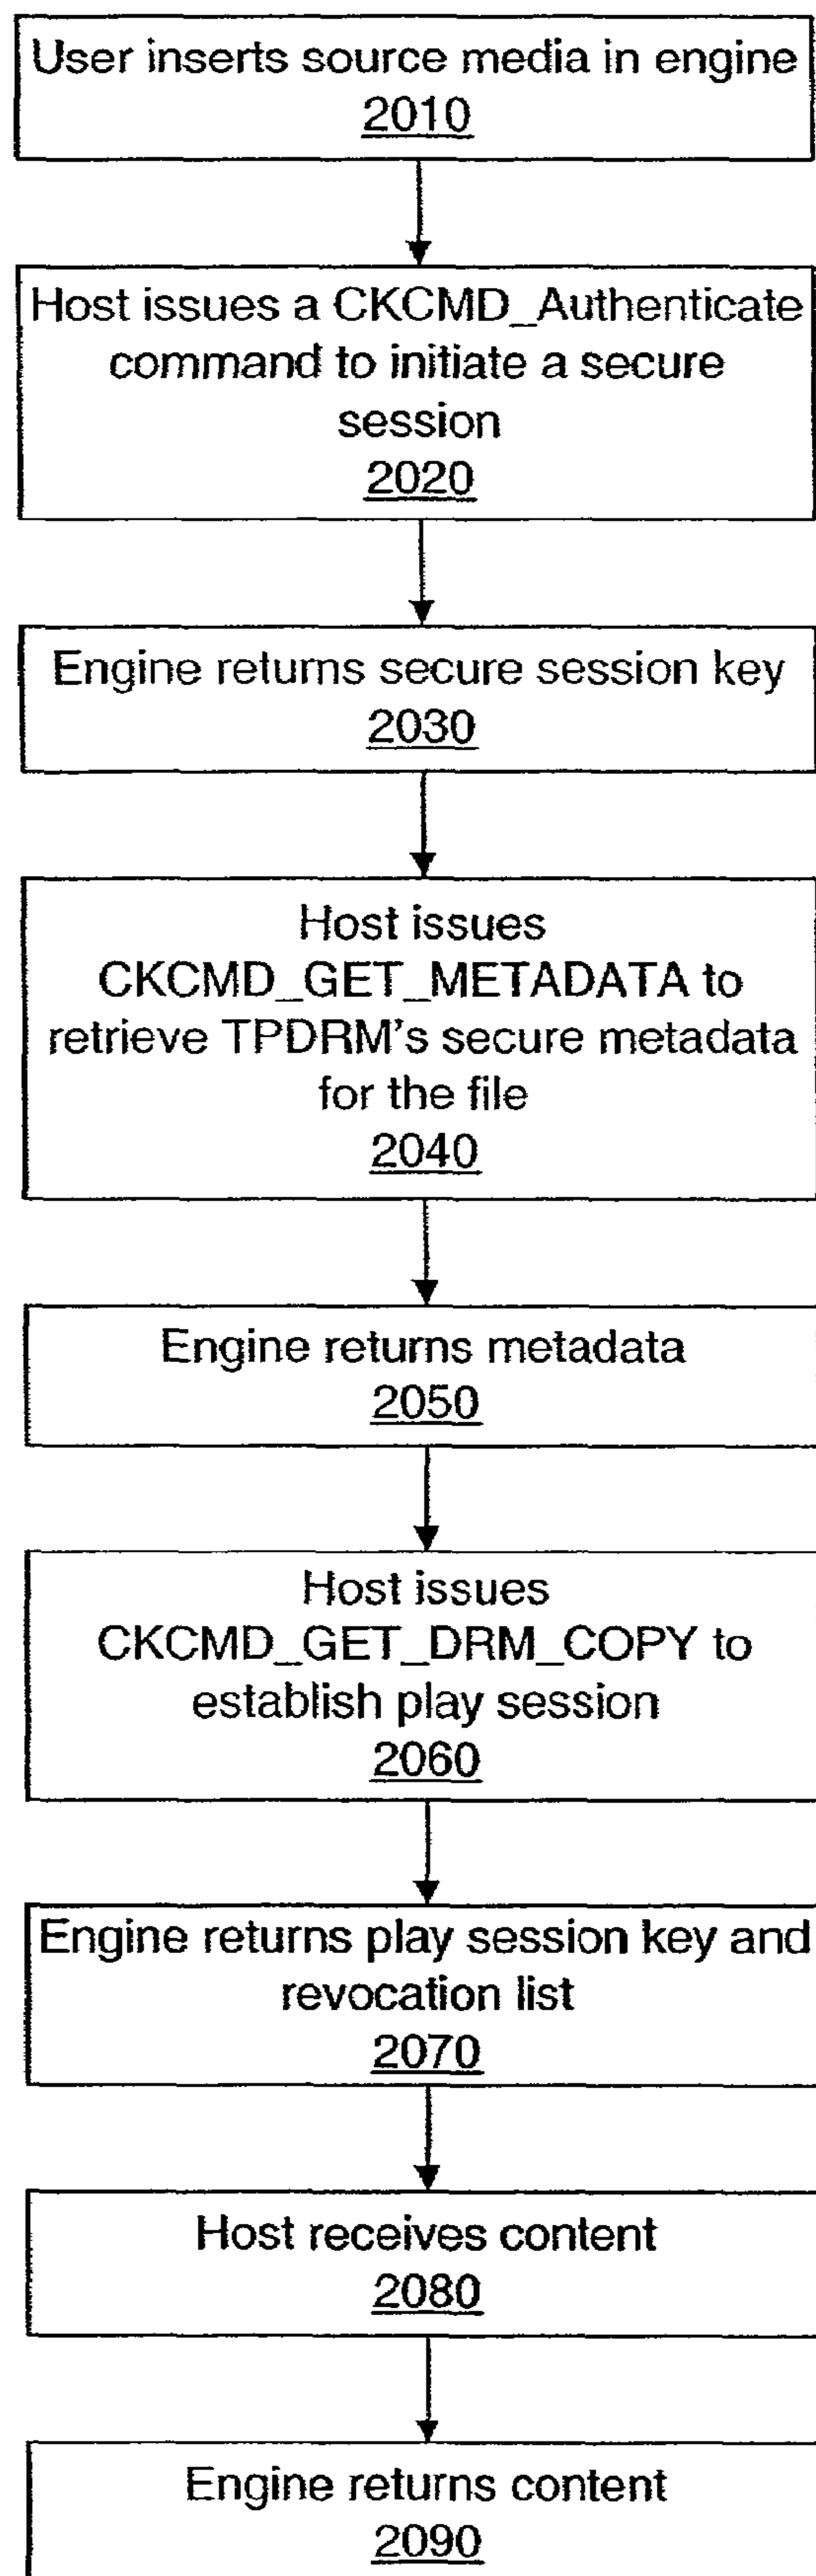 User inserts source media in engine
2010
Host issues a CKCMD_Authenticate
command to initiate a secure
session
2020
Engine returns secure session key
2030
Host issues
CKCMD_GET_METADATA to
retrieve TPDRM's secure metadata
for the file
2040
Engine returns metadata
2050
Host issues
CKCMD_GET_DRM_COPY to
establish play session
2060
Engine returns play session key and
revocation list
2070
Host receives content
2080
Engine returns content
2090